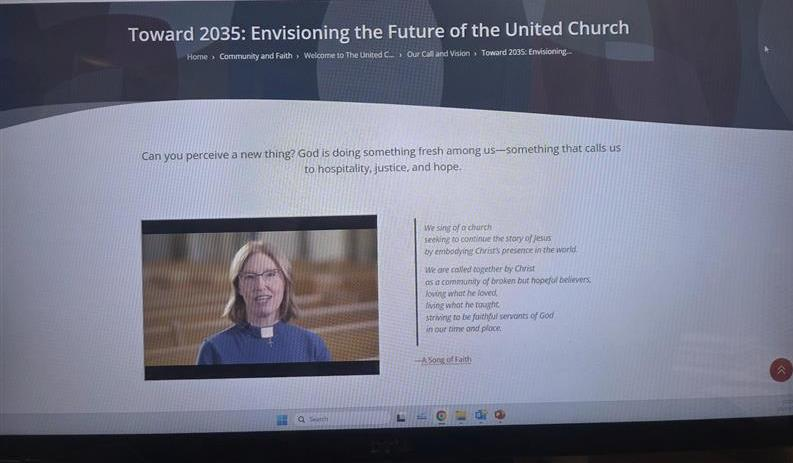 Toward 2035: Envisioning the Future of the United Church
Home › Community and Faith › Welcome to The United C... › Our Call and Vision › Toward 2035: Envisioning...
Can you perceive a new thing? God is doing something fresh among us—something that calls us
to hospitality, justice, and hope.
We sing of a church
seeking to continue the story of Jesus
by embodying Christ's presence in the world.
We are called together by Christ
as a community of broken but hopeful believers,
loving what he loved,
living what he taught,
striving to be faithful servants of God
in our time and place.
—A Song of Faith
Search